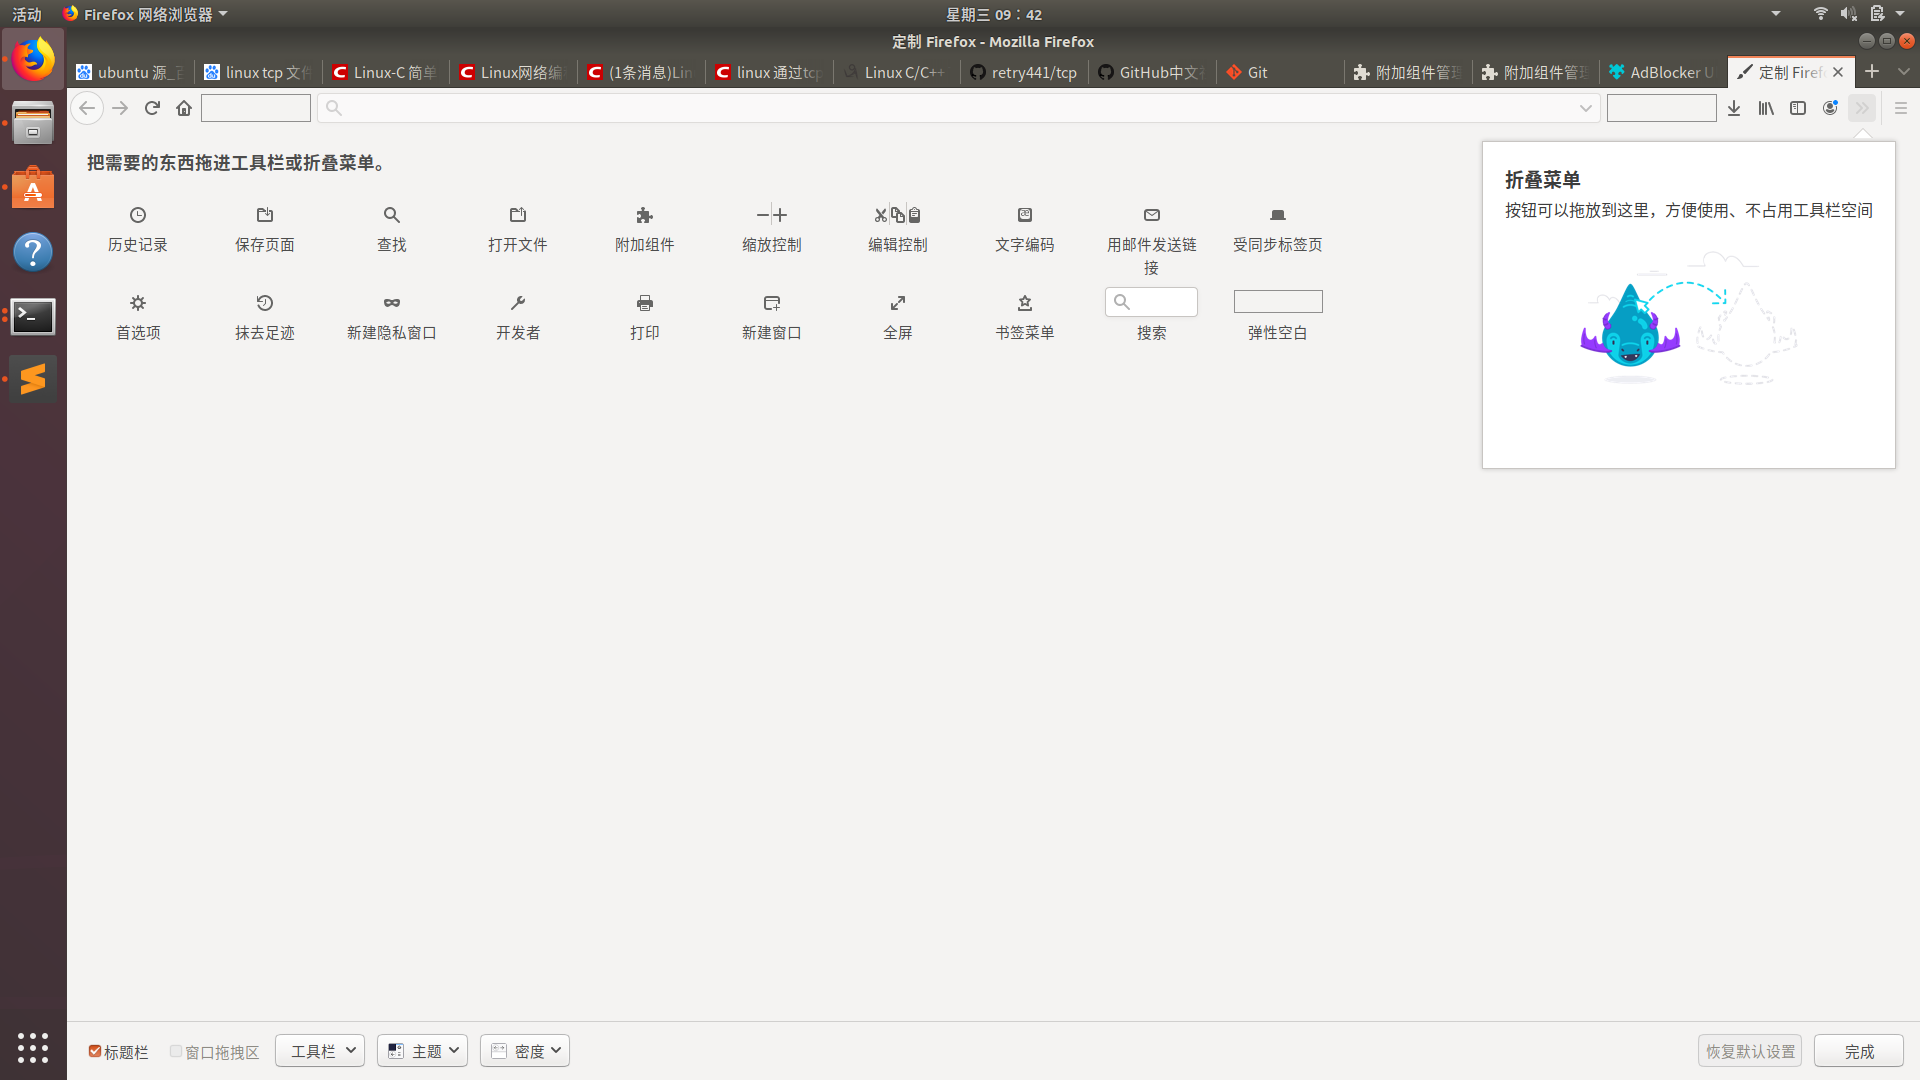 活动
Firefox 网络浏览器
星期三 09：42
定制 Firefox - Mozilla Firefox
ubuntu 源_
linux tcp 文件
Linux-C 简单
Linux网络编
(1条消息)Lin
linux 通过tcp
Linux C/C++
retry441/tcp
GitHub中文社
Git
附加组件管理
附加组件管理
AdBlocker U
定制 Firef
把需要的东西拖进工具栏或折叠菜单。
历史记录
保存页面
查找
打开文件
附加组件
缩放控制
编辑控制
文字编码
用邮件发送链
接
受同步标签页
首选项
抹去足迹
新建隐私窗口
开发者
打印
新建窗口
全屏
书签菜单
搜索
弹性空白
折叠菜单
按钮可以拖放到这里，方便使用、不占用工具栏空间
标题栏
窗口拖拽区
工具栏
主题
密度
恢复默认设置
完成